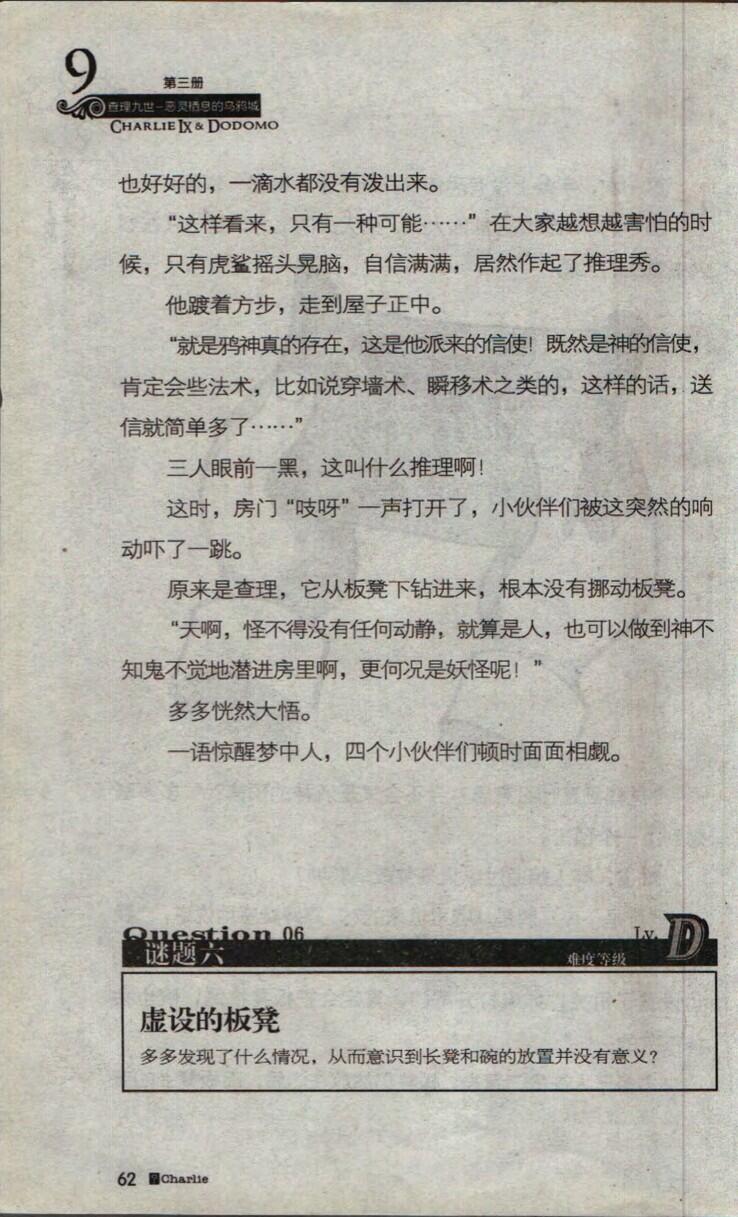 9
第三册
查理九世-恶灵栖息的乌鸦城
CHARLIE IX & DODOMO
也好好的，一滴水都没有泼出来。
“这样看来，只有一种可能……”在大家越想越害怕的时
候，只有虎鲨摇头晃脑，自信满满，居然作起了推理秀。
他踱着方步，走到屋子正中。
“就是鸦神真的存在，这是他派来的信使！既然是神的信使，
肯定会些法术，比如说穿墙术、瞬移术之类的，这样的话，送
信就简单多了……”
三人眼前一黑，这叫什么推理啊！
这时，房门“吱呀”一声打开了，小伙伴们被这突然的响
动吓了一跳。
原来是查理，它从板凳下钻进来，根本没有挪动板凳。
“天啊，怪不得没有任何动静，就算是人，也可以做到神不
知鬼不觉地潜进房里啊，更何况是妖怪呢！”
多多恍然大悟。
一语惊醒梦中人，四个小伙伴们顿时面面相觑。
Question 06 Lv. D
谜题六 难度等级
虚设的板凳
多多发现了什么情况，从而意识到长凳和碗的放置并没有意义？
62 Charlie